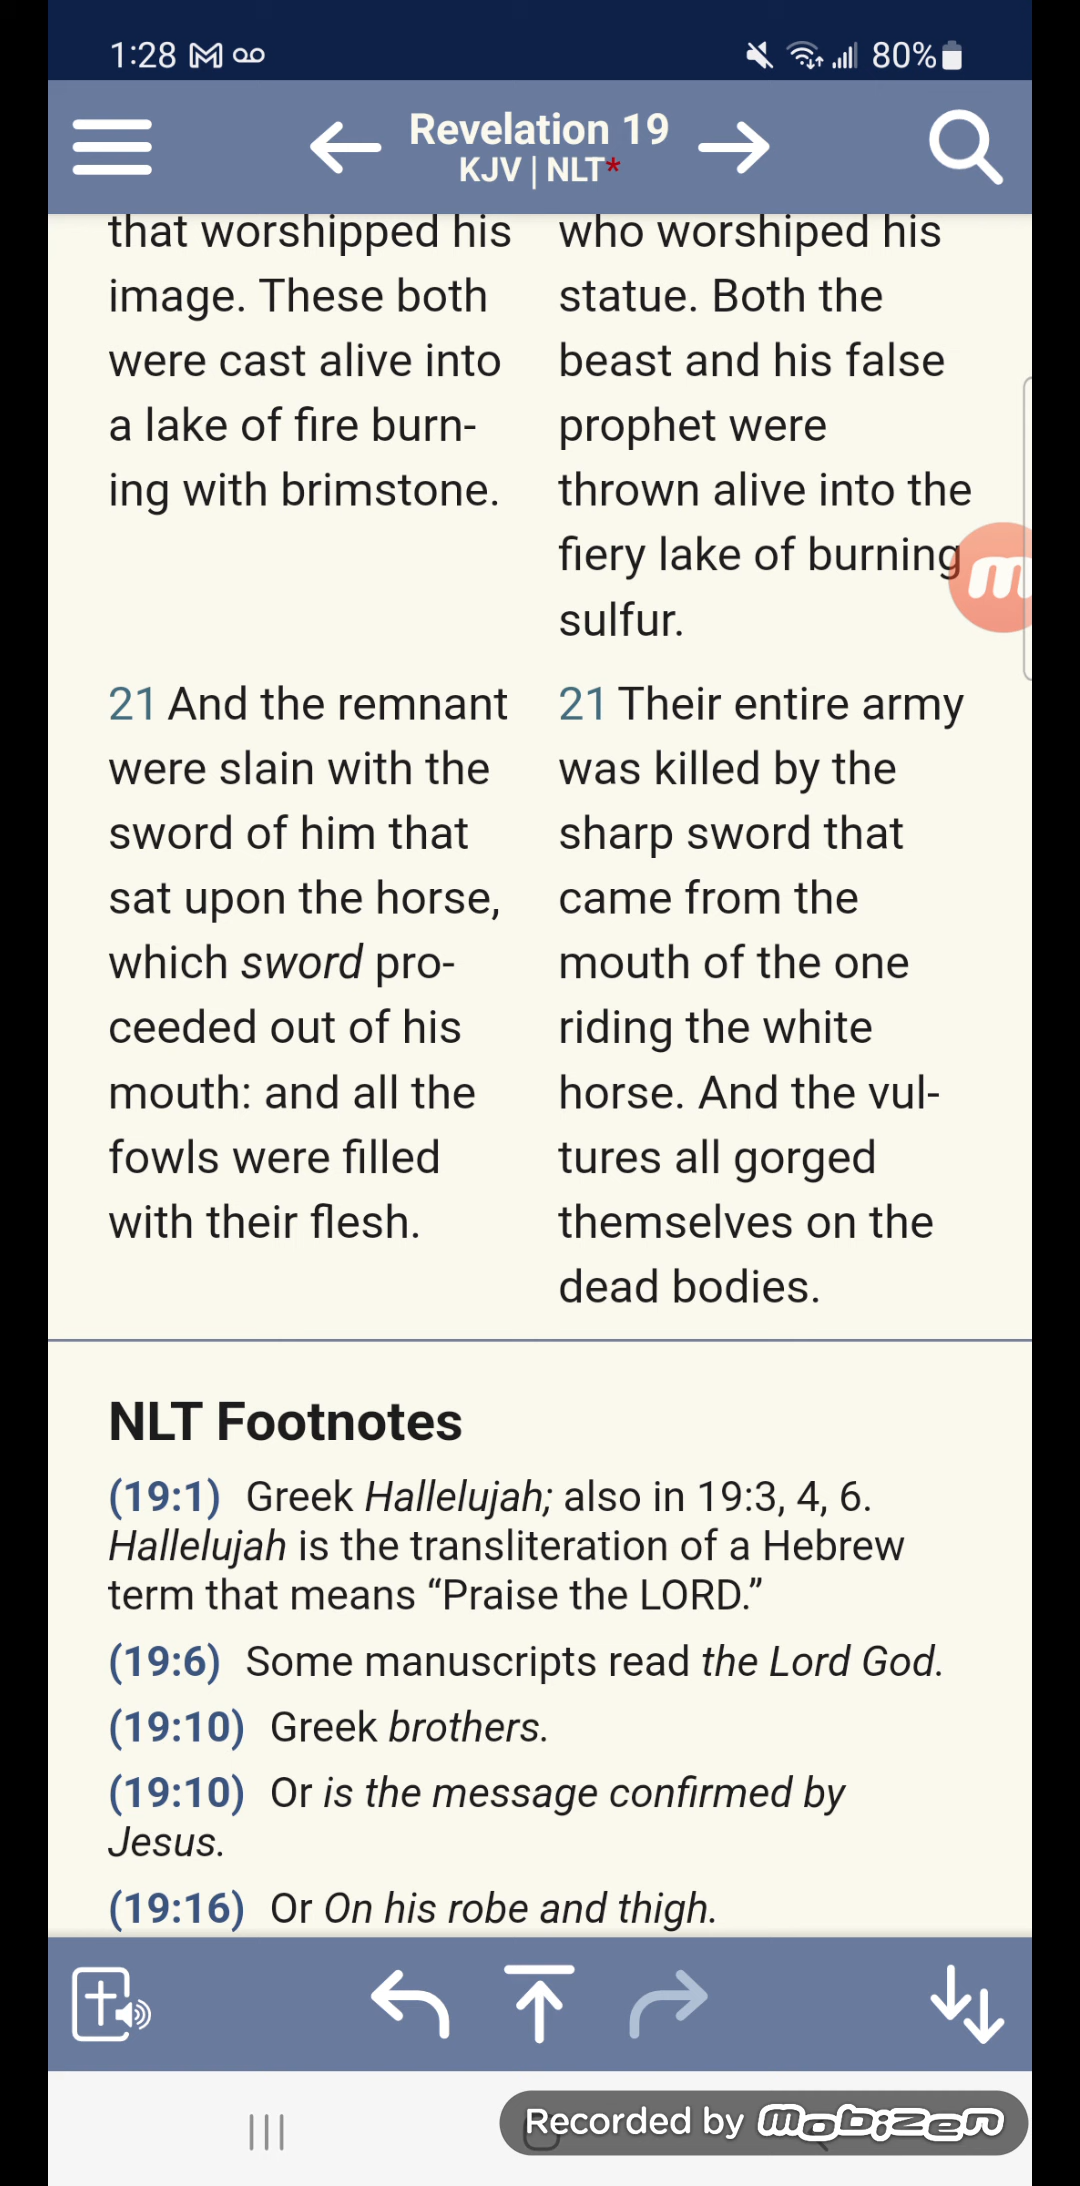 1:28
80%
Revelation 19
KJV | NLT*
that worshipped his
image. These both
were cast alive into
a lake of fire burn-
ing with brimstone.
who worshiped his
statue. Both the
beast and his false
prophet were
thrown alive into the
fiery lake of burning
sulfur.
21 And the remnant
were slain with the
sword of him that
sat upon the horse,
which sword pro-
ceeded out of his
mouth: and all the
fowls were filled
with their flesh.
21 Their entire army
was killed by the
sharp sword that
came from the
mouth of the one
riding the white
horse. And the vul-
tures all gorged
themselves on the
dead bodies.
NLT Footnotes
(19:1) Greek Hallelujah; also in 19:3, 4, 6.
Hallelujah is the transliteration of a Hebrew
term that means “Praise the LORD.”
(19:6) Some manuscripts read the Lord God.
(19:10) Greek brothers.
(19:10) Or is the message confirmed by
Jesus.
(19:16) Or On his robe and thigh.
Recorded by Mobizen